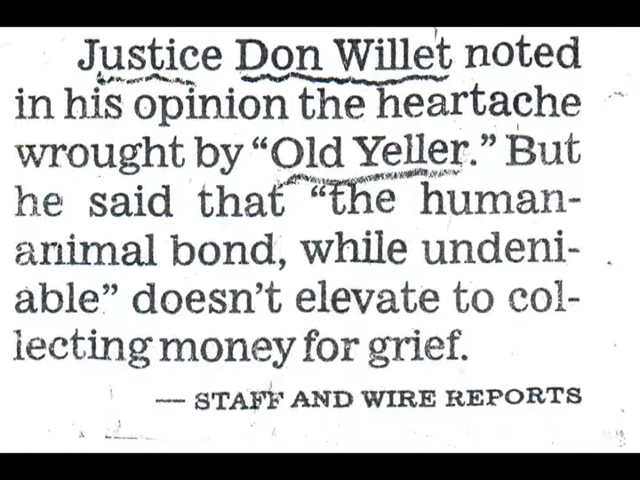 Justice Don Willet noted
in his opinion the heartache
wrought by “Old Yeller.” But
he said that “the human-
animal bond, while undeni-
able” doesn’t elevate to col-
lecting money for grief.
— STAFF AND WIRE REPORTS